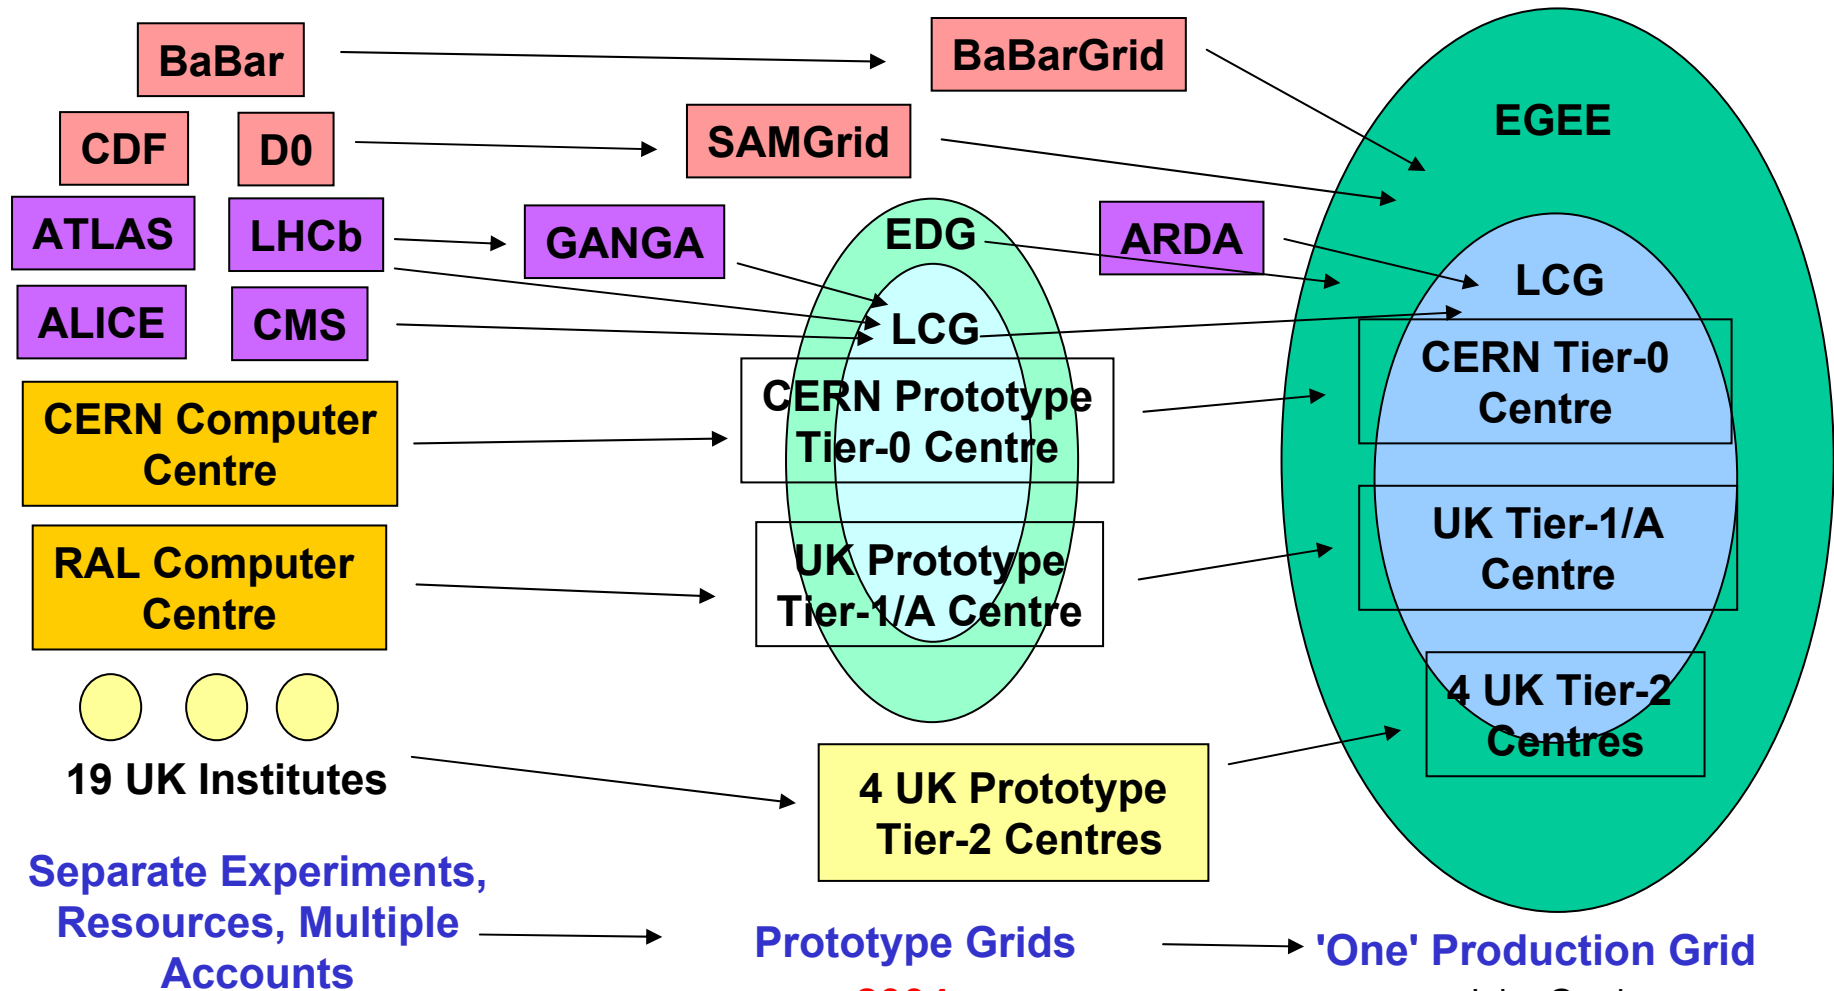 BaBar
BaBarGrid
CDF
D0
SAMGrid
EGEE
ATLAS
LHCb
GANGA
EDG
ARDA
ALICE
CMS
LCG
LCG
CERN Computer
Centre
CERN Prototype
Tier-0 Centre
CERN Tier-0
Centre
RAL Computer
Centre
UK Prototype
Tier-1/A Centre
UK Tier-1/A
Centre
19 UK Institutes
4 UK Prototype
Tier-2 Centres
4 UK Tier-2
Centres
Separate Experiments,
Resources, Multiple
Accounts
Prototype Grids
'One' Production Grid